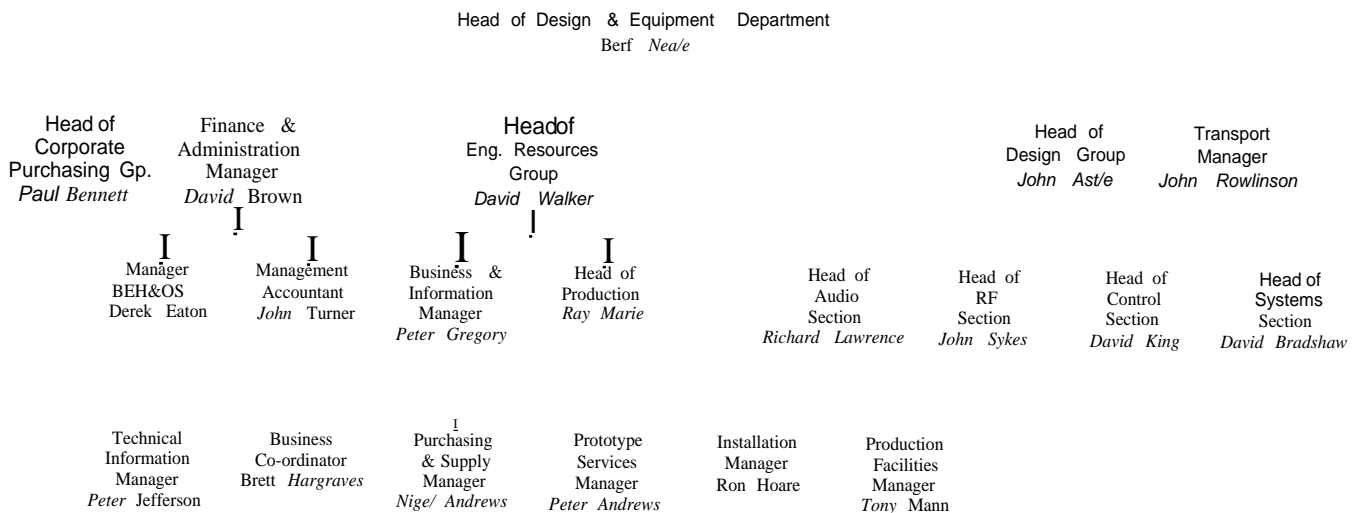 Head of Design & Equipment Department
Berf Nea/e
Head of
Corporate
Purchasing Gp.
Paul Bennett
Finance &
Administration
Manager
David Brown
Headof
Eng. Resources
Group
David Walker
Head of
Design Group
John Ast/e
Transport
Manager
John Rowlinson
I
I
I
I
I
I
Manager
BEH&OS
Derek Eaton
Management
Accountant
John Turner
Business &
Information
Manager
Peter Gregory
Head of
Production
Ray Marie
Head of
Audio
Section
Richard Lawrence
Head of
RF
Section
John Sykes
Head of
Control
Section
David King
Head of
Systems
Section
David Bradshaw
Technical
Information
Manager
Peter Jefferson
Business
Co-ordinator
Brett Hargraves
I
Purchasing
& Supply
Manager
Nige/ Andrews
Prototype
Services
Manager
Peter Andrews
Installation
Manager
Ron Hoare
Production
Facilities
Manager
Tony Mann